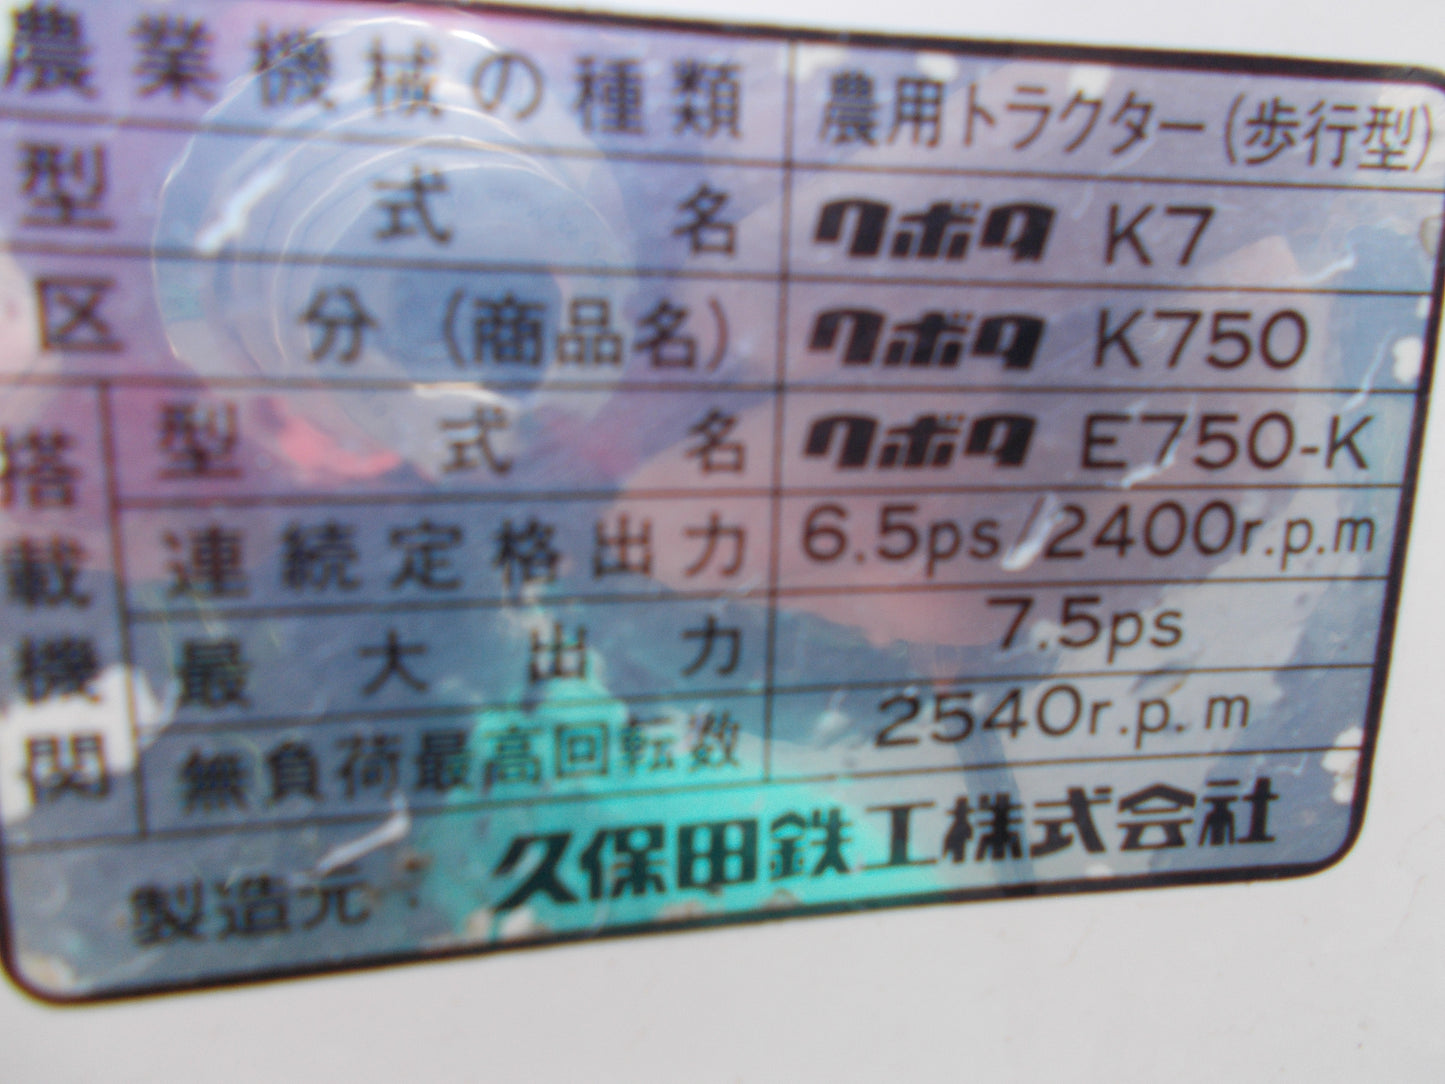 農業機械の種類 農用トラクター(歩行型)
型式名 クボタ K7
区分(商品名) クボタ K750
搭載機関
型式名 クボタ E750-K
連続定格出力 6.5ps/2400r.p.m
最大出力 7.5ps
無負荷最高回転数 2540r.p.m
製造元: 久保田鉄工株式会社